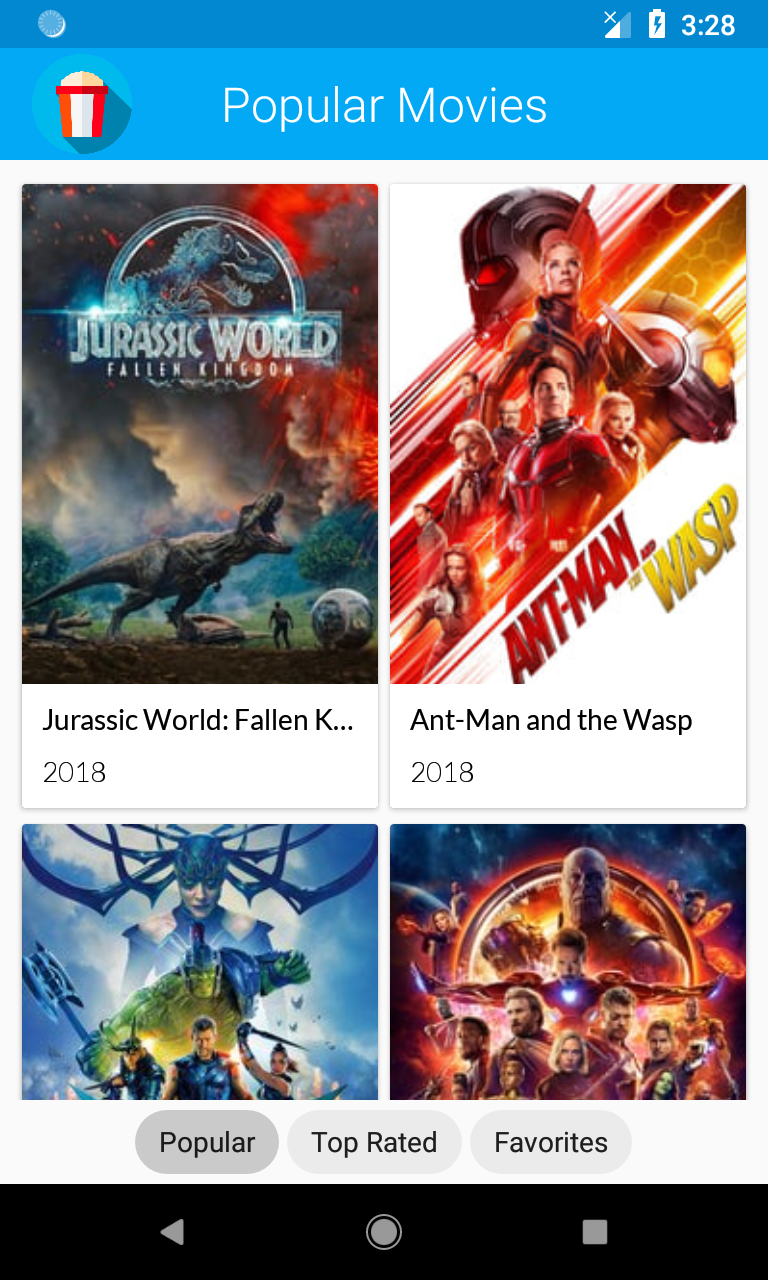 3:28
Popular Movies
JURASSIC WORLD
FALLEN KINGDOM
ANT-MAN AND THE WASP
Jurassic World: Fallen K...
Ant-Man and the Wasp
2018
2018
Popular
Top Rated
Favorites